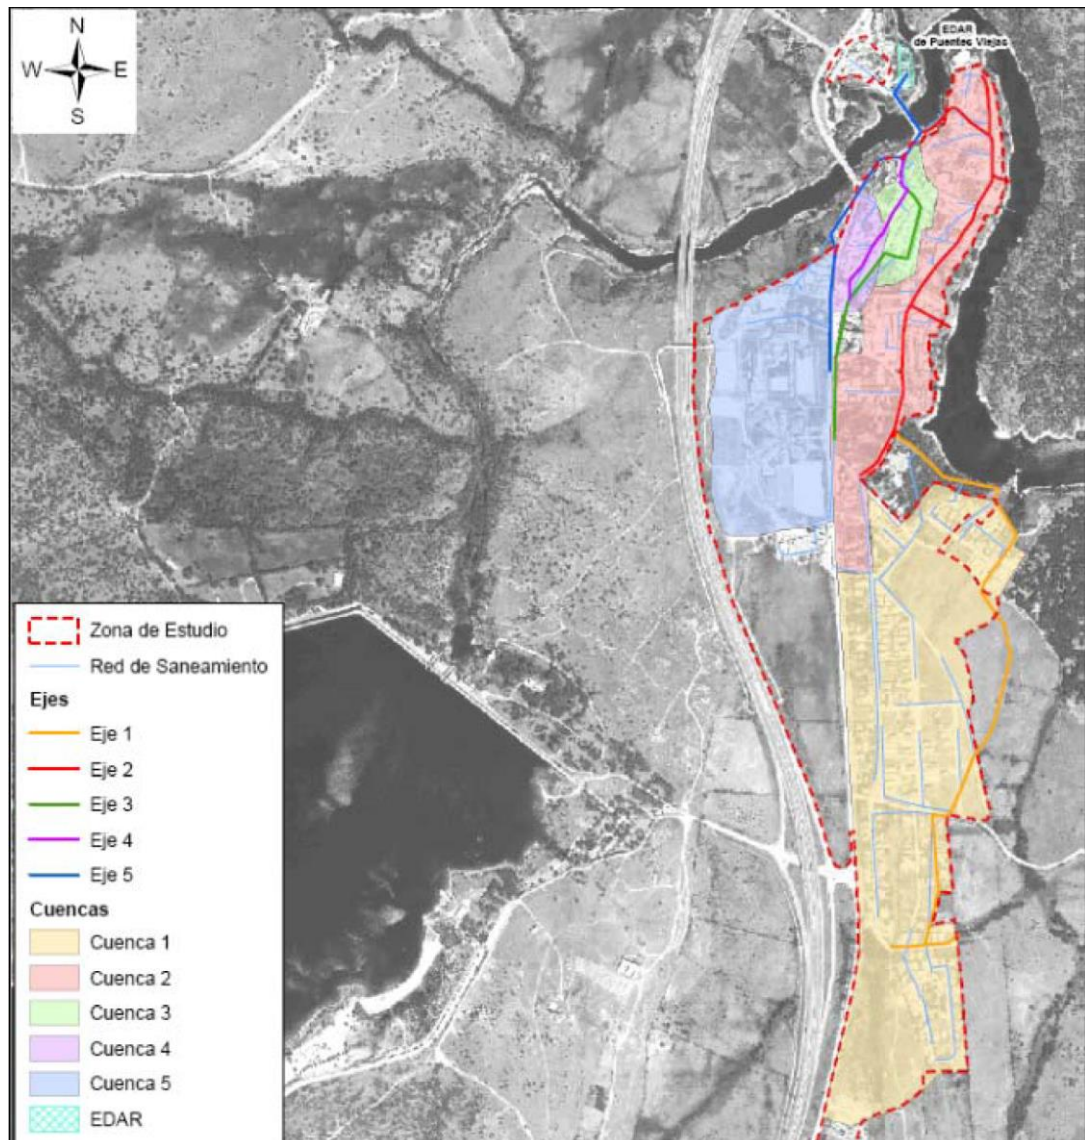 N
W E
S
EDAR
de Puentes Viejas
Zona de Estudio
Red de Saneamiento
Ejes
Eje 1
Eje 2
Eje 3
Eje 4
Eje 5
Cuencas
Cuenca 1
Cuenca 2
Cuenca 3
Cuenca 4
Cuenca 5
EDAR